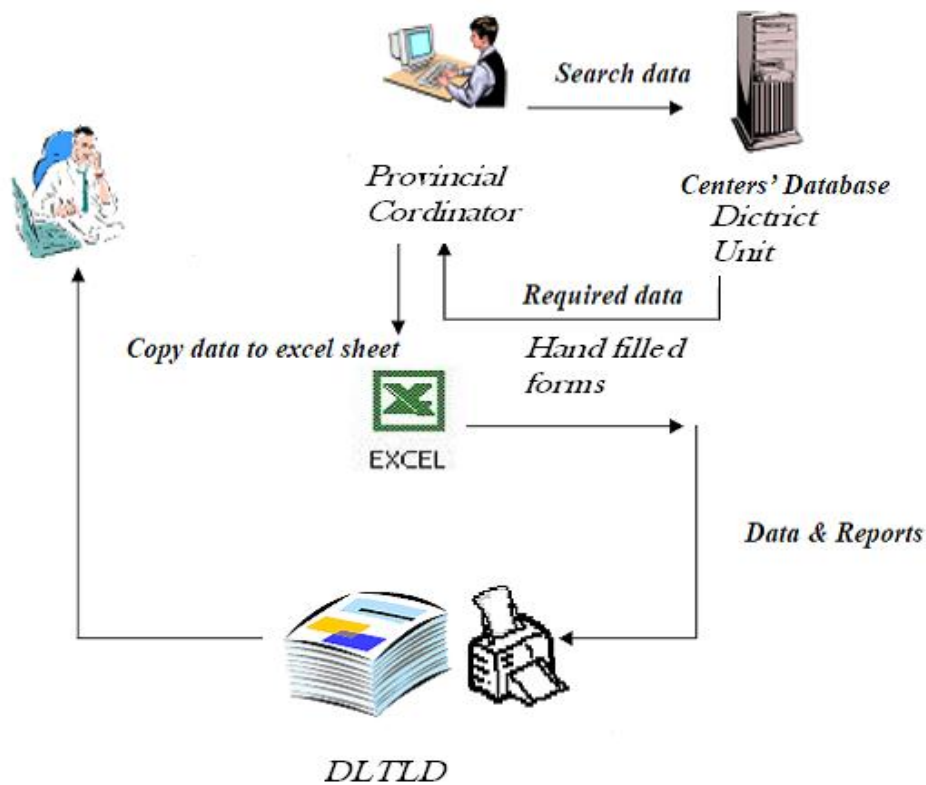 Search data
Provincial
Cordinator
Centers' Database
Dictrict
Unit
Required data
Copy data to excel sheet
Hand filled
forms
EXCEL
Data & Reports
DLTLD